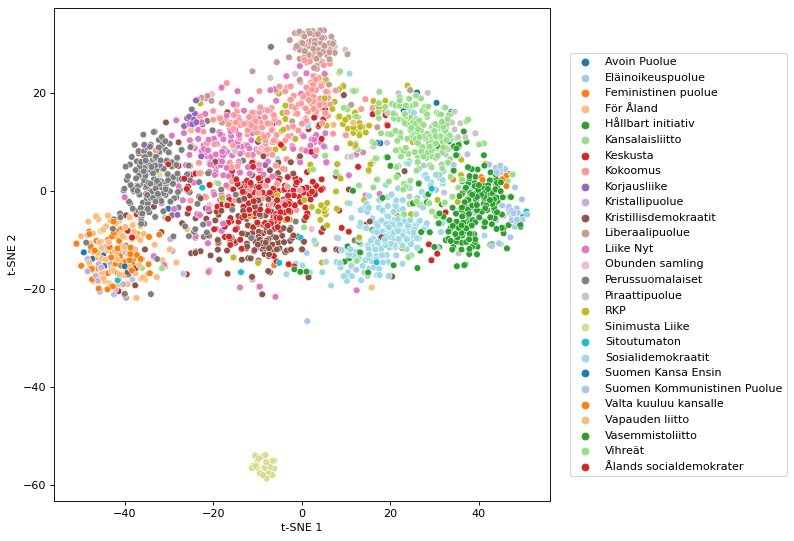 20
0
−20
−40
−60
t-SNE 2
−40
−20
0
20
40
t-SNE 1
Avoin Puolue
Eläinoikeuspuolue
Feministinen puolue
För Åland
Hållbart initiativ
Kansalaisliitto
Keskusta
Kokoomus
Korjausliike
Kristallipuolue
Kristillisdemokraatit
Liberaalipuolue
Liike Nyt
Obunden samling
Perussuomalaiset
Piraattipuolue
RKP
Sinimusta Liike
Sitoutumaton
Sosialidemokraatit
Suomen Kansa Ensin
Suomen Kommunistinen Puolue
Valta kuuluu kansalle
Vapauden liitto
Vasemmistoliitto
Vihreät
Ålands socialdemokrater